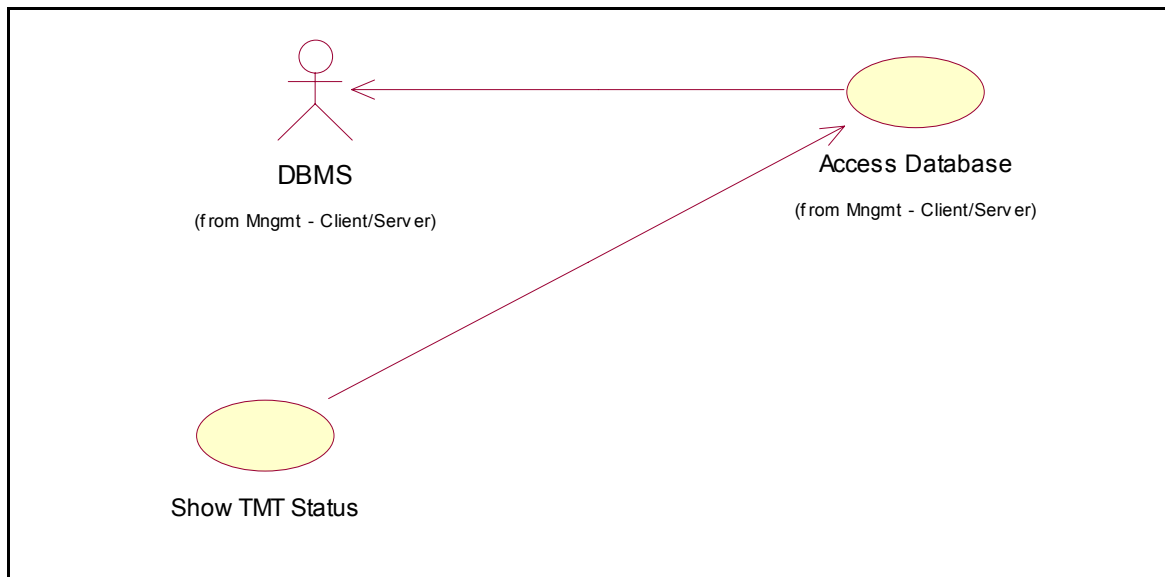 DBMS
(from Mngmt - Client/Server)
Access Database
(from Mngmt - Client/Server)
Show TMT Status